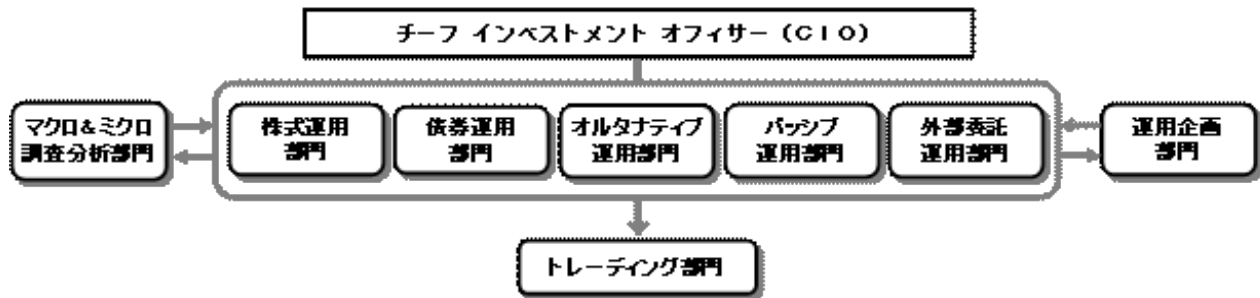 チーフ インベストメント オフィサー(CIO)
マクロ&ミクロ
調査分析部門
株式運用
部門
債券運用
部門
オルタナティブ
運用部門
パッシブ
運用部門
外部委託
運用部門
運用企画
部門
トレーディング部門